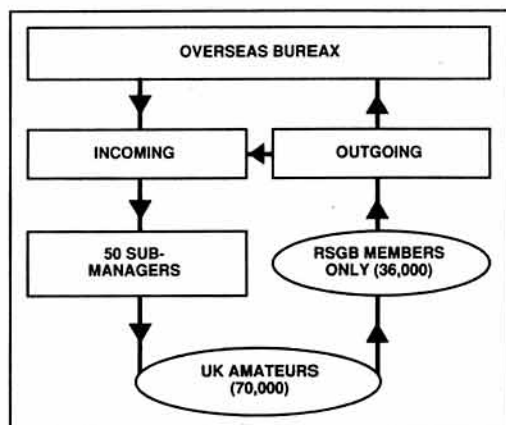 OVERSEAS BUREAX
INCOMING
OUTGOING
50 SUB-
MANAGERS
RSGB MEMBERS
ONLY (36,000)
UK AMATEURS
(70,000)